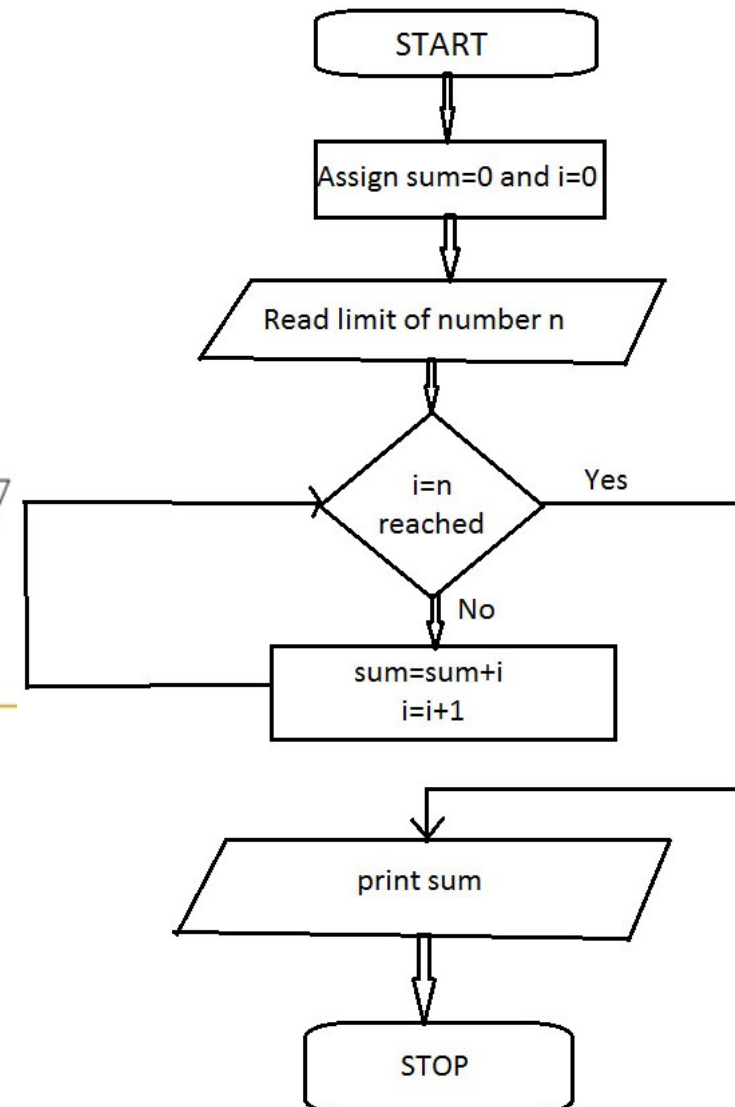 START
Assign sum=0 and i=0
Read limit of number n
i=n
reached
Yes
No
sum=sum+i
i=i+1
print sum
STOP